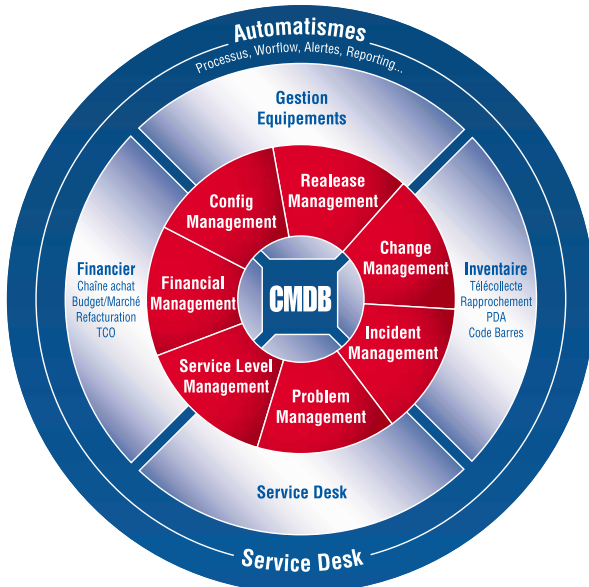 Automatismes
Processus, Worflow, Alertes, Reporting...
Gestion
Equipements
Realease
Management
Config
Management
Change
Management
Financier
Chaîne achat
Budget/Marché
Refacturation
TCO
Financial
Management
CMDB
Inventaire
Télécollecte
Rapprochement
PDA
Code Barres
Incident
Management
Service Level
Management
Problem
Management
Service Desk
Service Desk